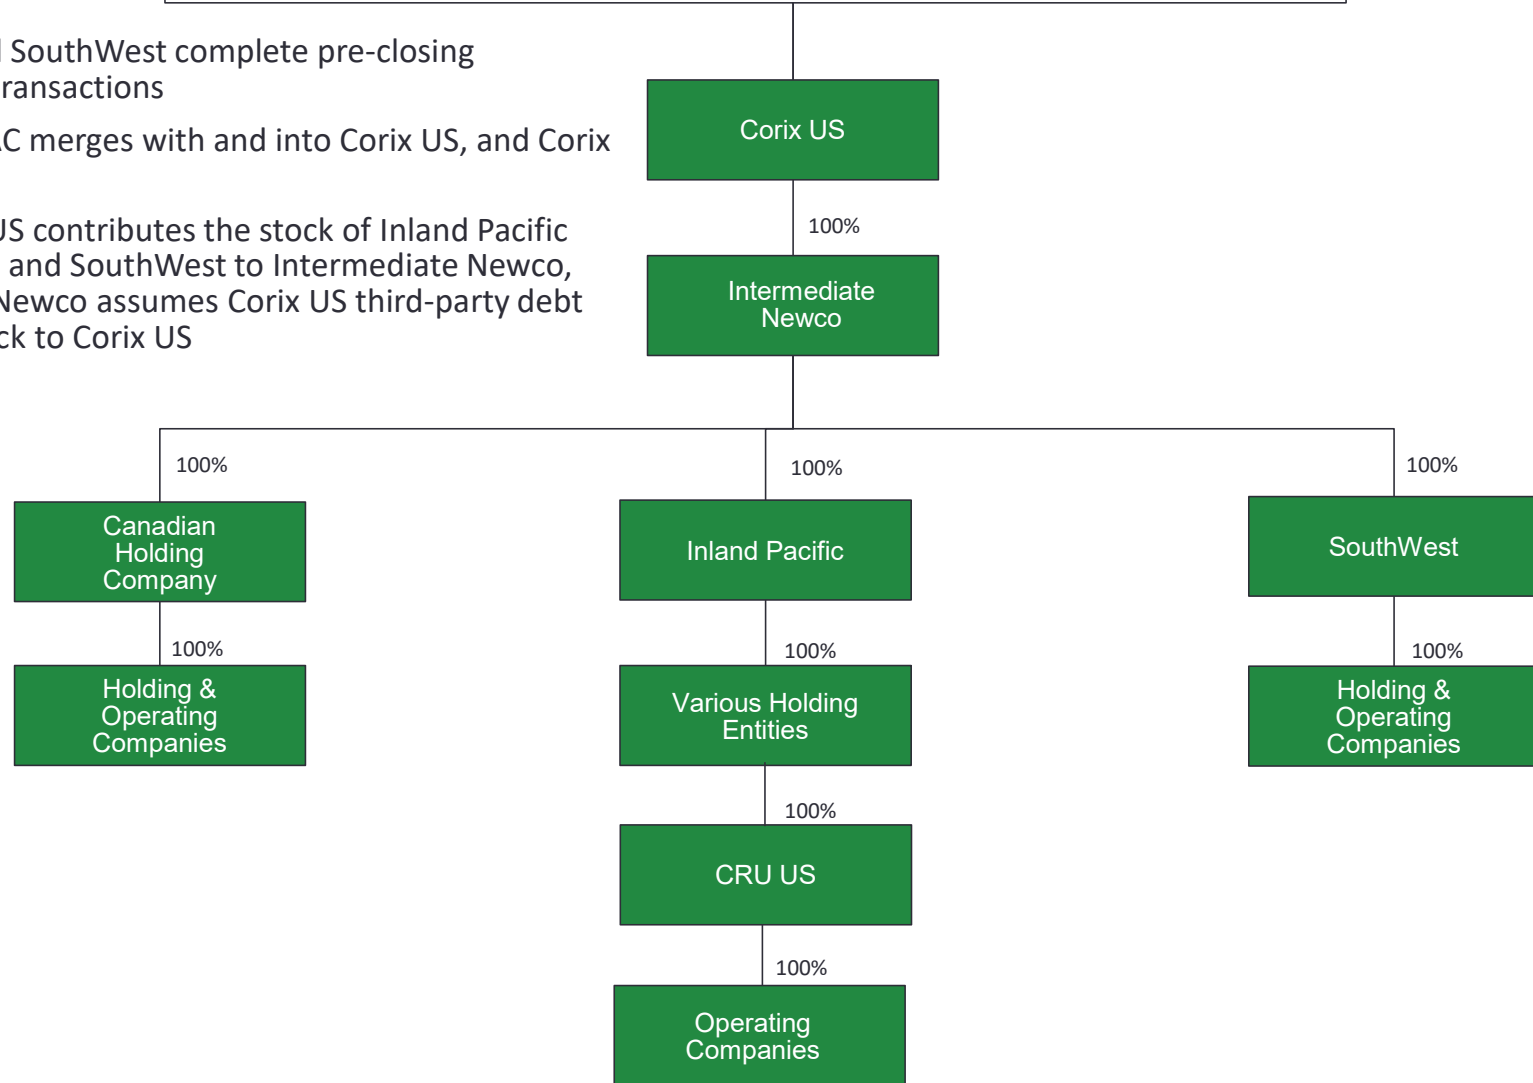 SouthWest complete pre-closing
ransactions
AC merges with and into Corix US, and Corix
US contributes the stock of Inland Pacific
and SouthWest to Intermediate Newco,
Newco assumes Corix US third-party debt
ck to Corix US
Corix US
100%
Intermediate
Newco
100%
100%
100%
Canadian
Holding
Company
Inland Pacific
SouthWest
100%
100%
100%
Holding &
Operating
Companies
Various Holding
Entities
Holding &
Operating
Companies
100%
CRU US
100%
Operating
Companies